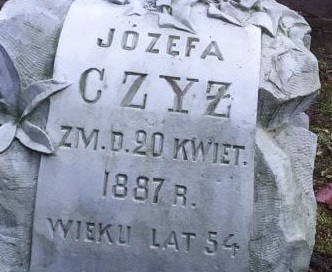 JÓZEFA
CZYŻ
ZM. D. 20 KWIET.
1887 R.
WIEKU LAT 54